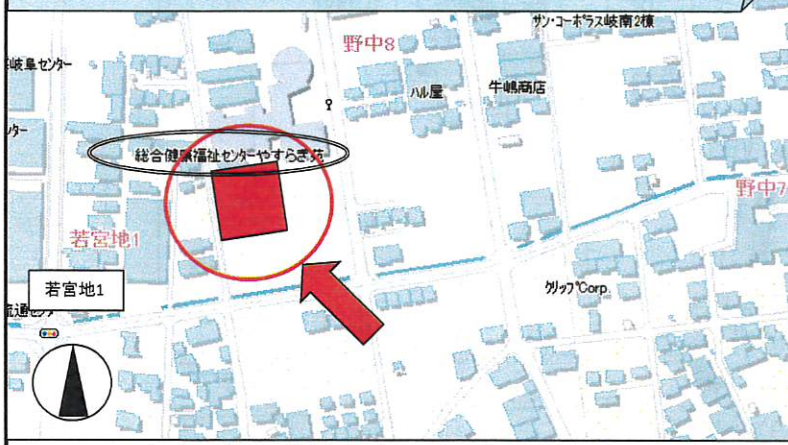 サン・コーポラス岐南2棟
野中8
岐阜センター
ハル屋
牛嶋商店
ンター
総合健康福祉センターやすらぎ苑
野中7
若宮地1
若宮地1
クリップCorp.
流通センター